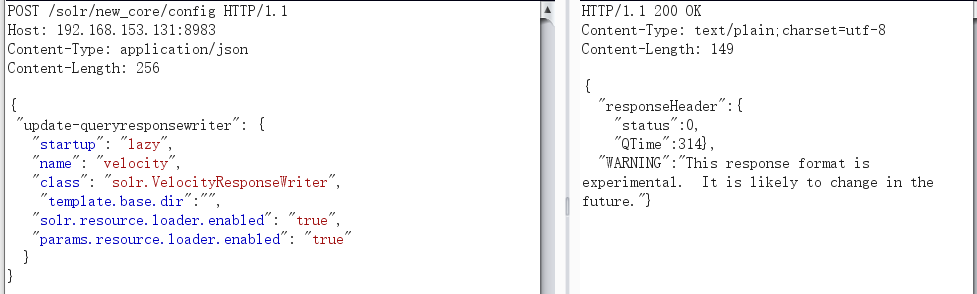 POST /solr/new_core/config HTTP/1.1
Host: 192.168.153.131:8983
Content-Type: application/json
Content-Length: 256
{
"update-queryresponsewriter": {
"startup": "lazy",
"name": "velocity",
"class": "solr.VelocityResponseWriter",
"template.base.dir":"",
"solr.resource.loader.enabled": "true",
"params.resource.loader.enabled": "true"
}
}
HTTP/1.1 200 OK
Content-Type: text/plain;charset=utf-8
Content-Length: 149
{
"responseHeader":{
"status":0,
"QTime":314},
"WARNING":"This response format is
experimental.  It is likely to change in the
future."}